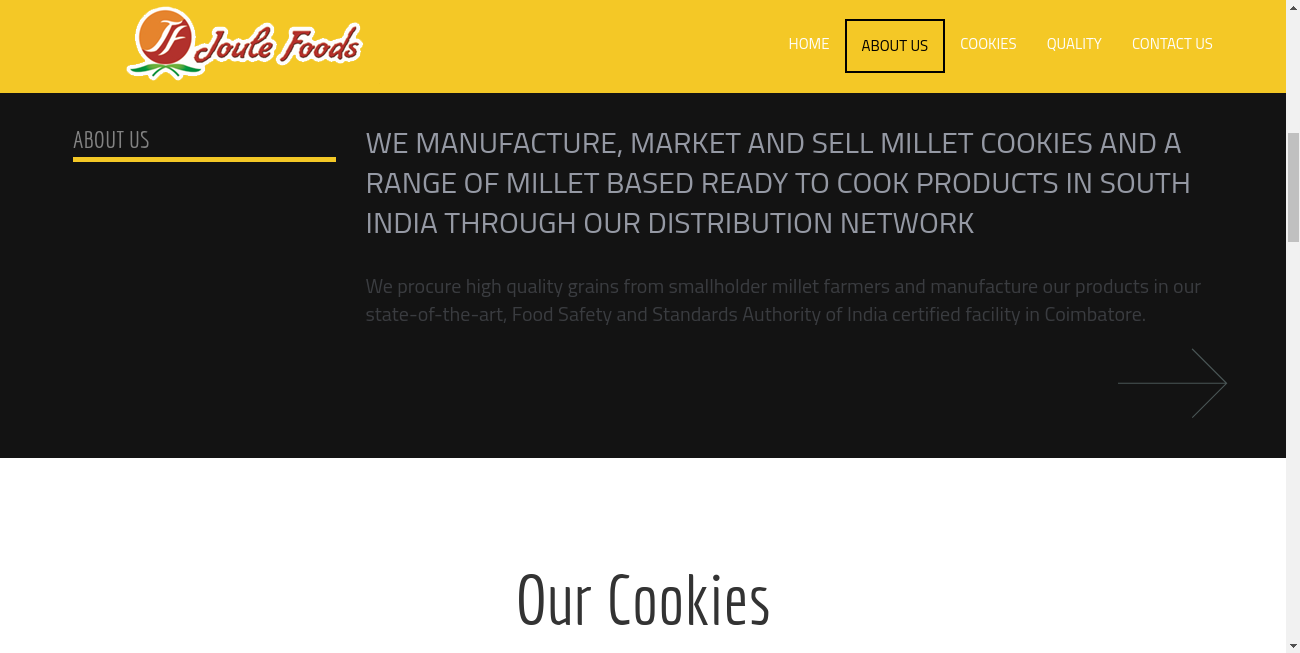 JF Joule Foods
HOME ABOUT US COOKIES QUALITY CONTACT US
ABOUT US
WE MANUFACTURE, MARKET AND SELL MILLET COOKIES AND A
RANGE OF MILLET BASED READY TO COOK PRODUCTS IN SOUTH
INDIA THROUGH OUR DISTRIBUTION NETWORK
We procure high quality grains from smallholder millet farmers and manufacture our products in our
state-of-the-art, Food Safety and Standards Authority of India certified facility in Coimbatore.
Our Cookies